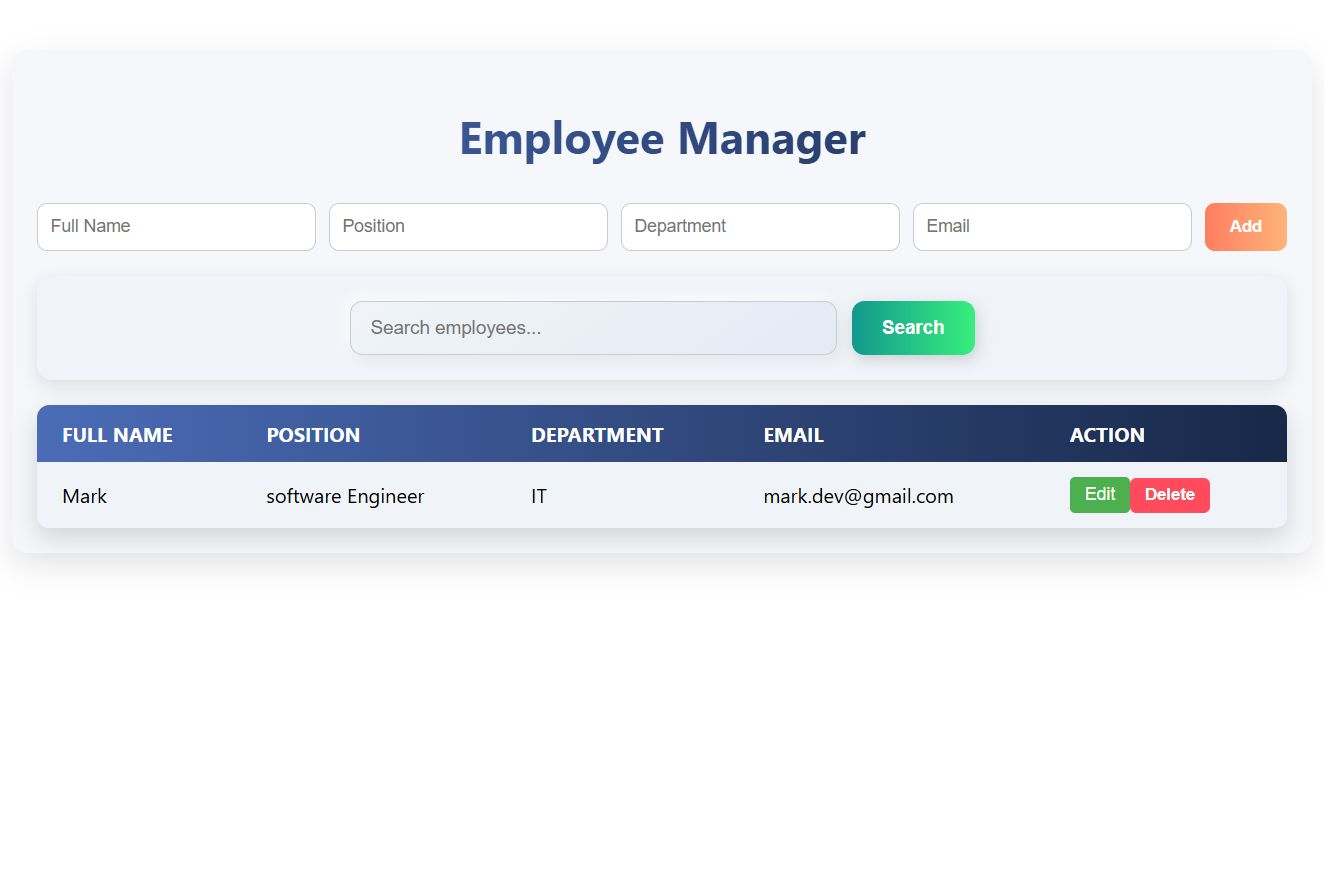 Employee Manager
Full Name Position Department Email Add
Search employees... Search
FULL NAME POSITION DEPARTMENT EMAIL ACTION
Mark software Engineer IT mark.dev@gmail.com Edit Delete